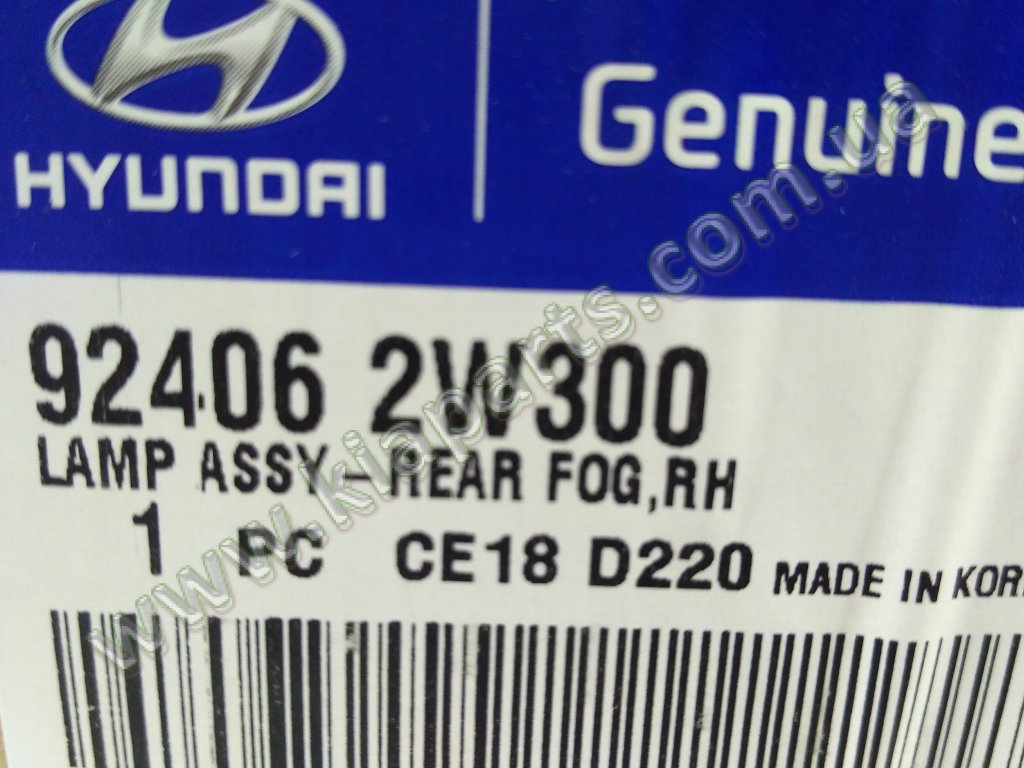 HYUNDAI
Genuine
92406 2W300
LAMP ASSY-REAR FOG,RH
1 PC CE18 D220 MADE IN KOR
www.kiaparts.com.ua